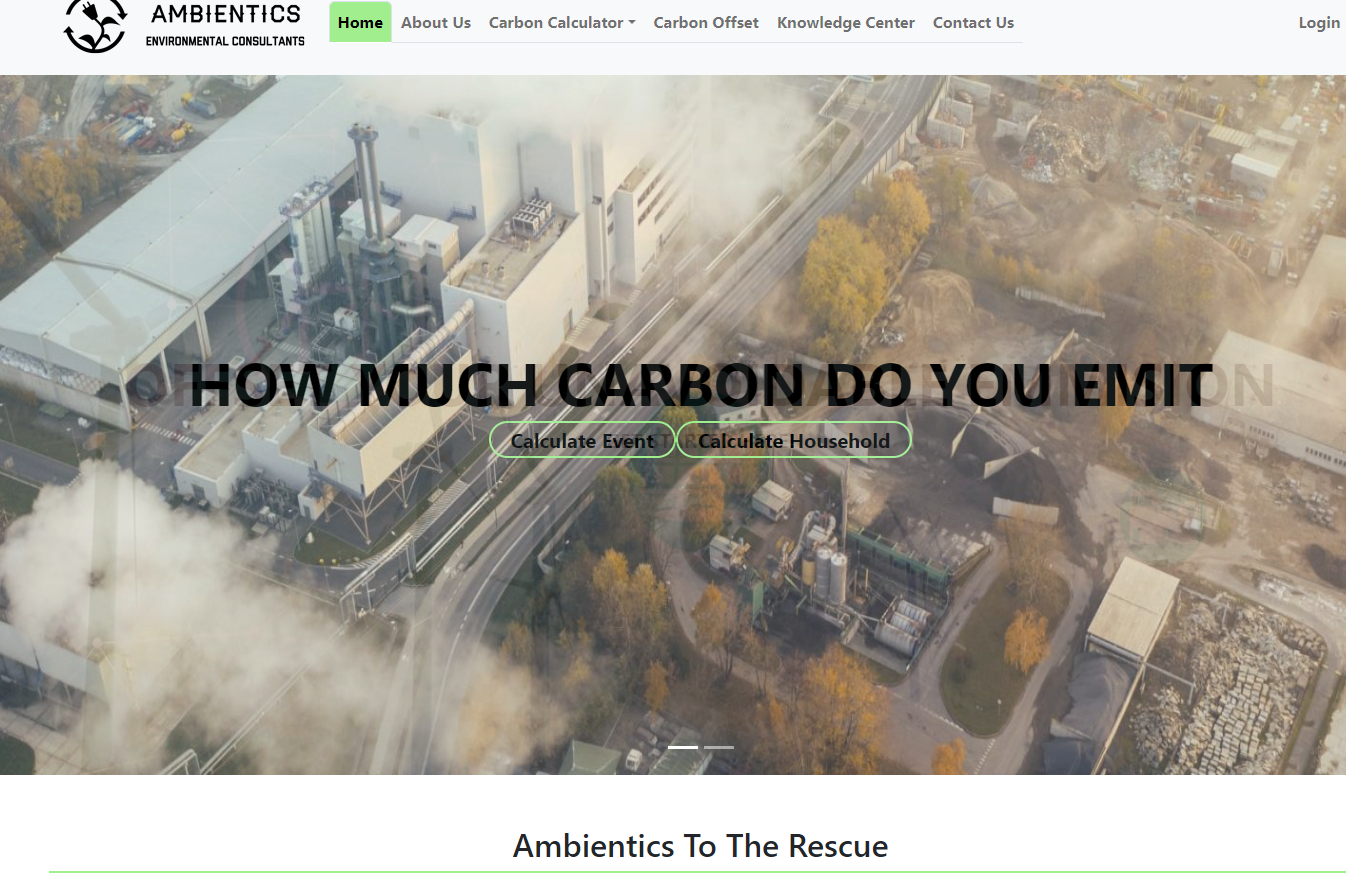 AMBIENTICS
ENVIRONMENTAL CONSULTANTS
Home About Us Carbon Calculator Carbon Offset Knowledge Center Contact Us Login
HOW MUCH CARBON DO YOU EMIT
Calculate Event Calculate Household
Ambientics To The Rescue